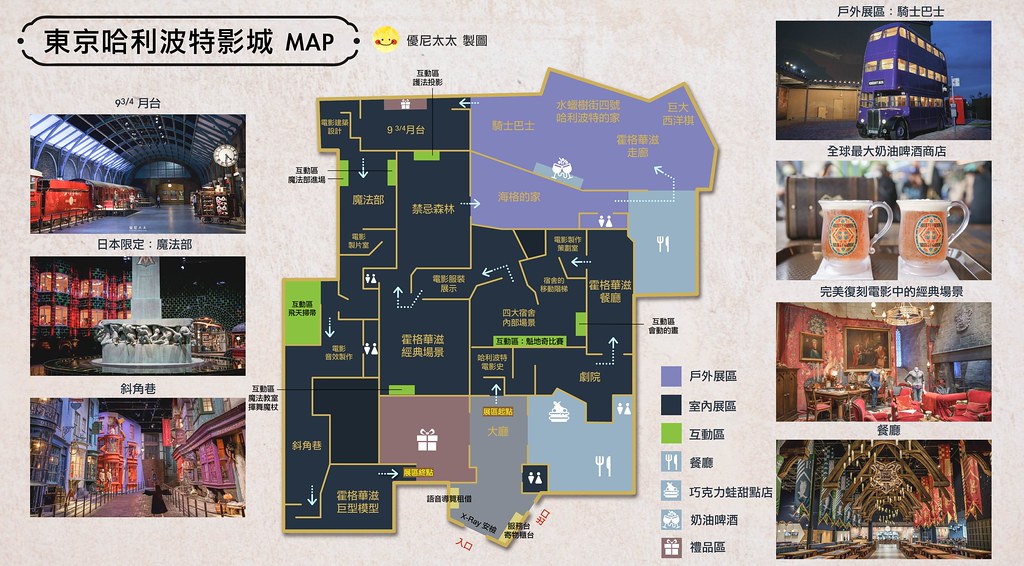 東京哈利波特影城 MAP
優尼太太 製圖
9 3/4 月台
日本限定：魔法部
斜角巷
戶外展區：騎士巴士
全球最大奶油啤酒商店
完美復刻電影中的經典場景
餐廳
互動區
護法投影
電影建築
設計
9 3/4月台
互動區
魔法部進場
魔法部
禁忌森林
電影
製片室
騎士巴士
水蠟樹街四號
哈利波特的家
巨大
西洋棋
霍格華滋
走廊
海格的家
電影製作
策劃室
電影服裝
展示
宿舍的
移動階梯
霍格華滋
餐廳
四大宿舍
內部場景
互動區
飛天掃帚
電影
音效製作
霍格華滋
經典場景
互動區：魁地奇比賽
互動區
會動的畫
哈利波特
電影史
劇院
互動區
魔法教室
揮舞魔杖
展區起點
大廳
斜角巷
展區終點
霍格華滋
巨型模型
語音導覽租借
X-Ray 安檢
服務台
寄物櫃台
入口
出口
戶外展區
室內展區
互動區
餐廳
巧克力蛙甜點店
奶油啤酒
禮品區